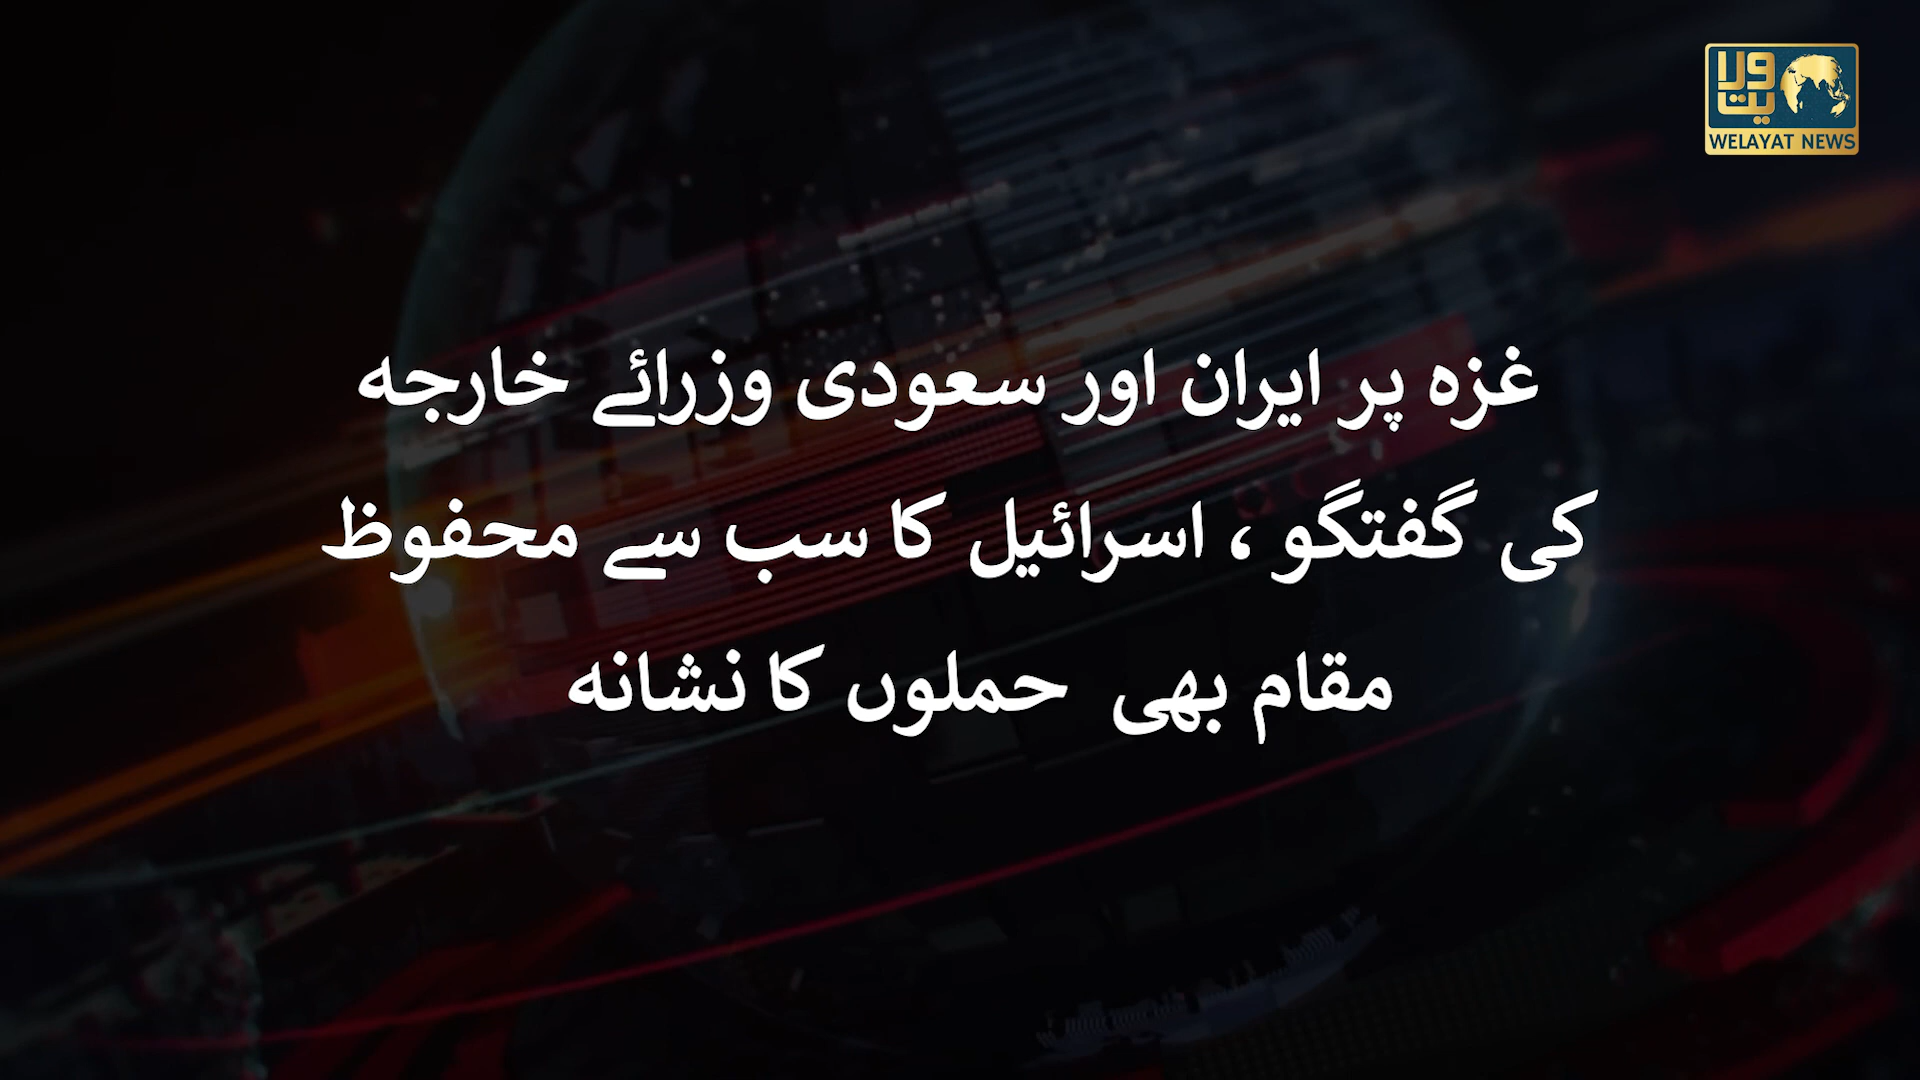 ولایت
WELAYAT NEWS
غزہ پر ایران اور سعودی وزرائے خارجہ
کی گفتگو ، اسرائیل کا سب سے محفوظ
مقام بھی حملوں کا نشانہ